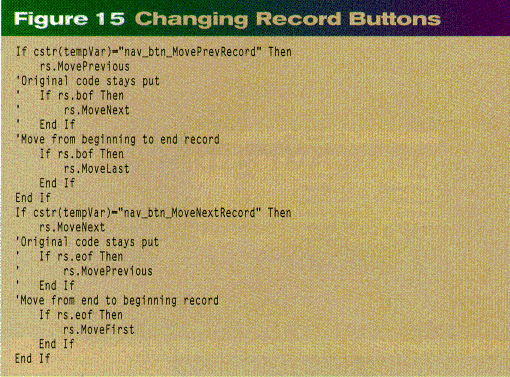 Figure 15 Changing Record Buttons
If cstr(tempVar)="nav_btn_MovePrevRecord" Then
    rs.MovePrevious
'Original code stays put
'   If rs.bof Then
'       rs.MoveNext
'   End If
'Move from beginning to end record
    If rs.bof Then
        rs.MoveLast
    End If
End If
If cstr(tempVar)="nav_btn_MoveNextRecord" Then
    rs.MoveNext
'Original code stays put
'   If rs.eof Then
'       rs.MovePrevious
'   End If
'Move from end to beginning record
    If rs.eof Then
        rs.MoveFirst
    End If
End If